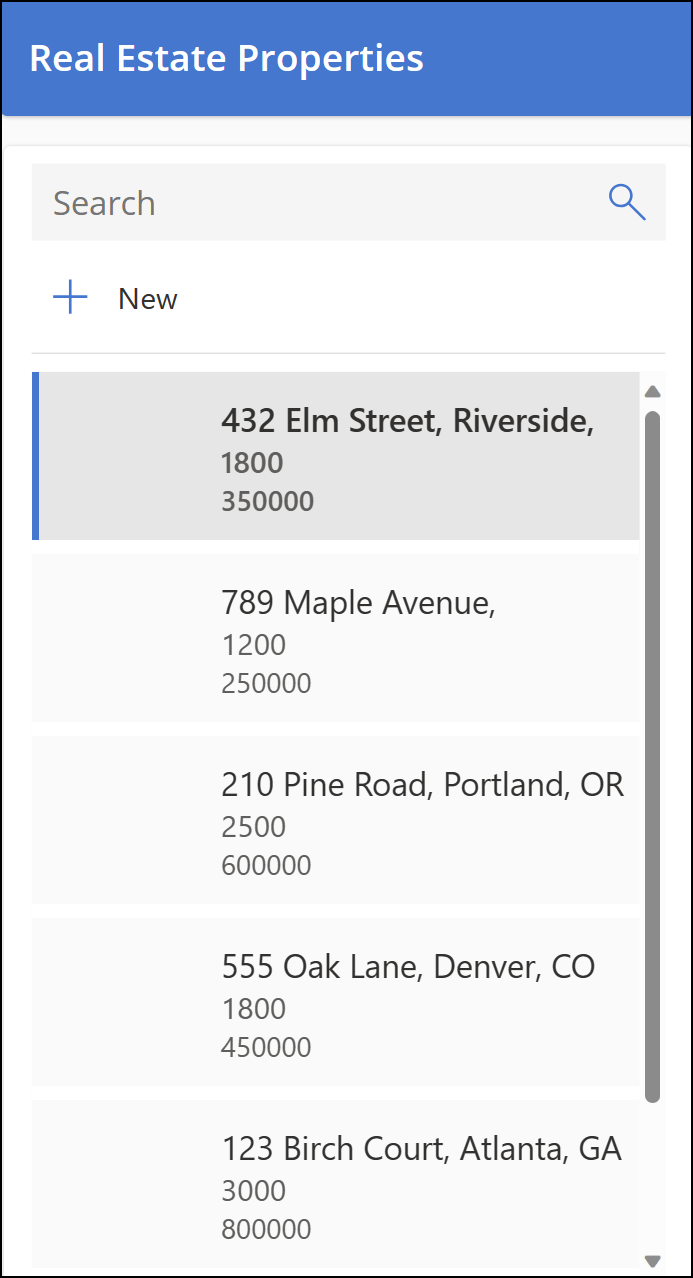 Real Estate Properties
Search
New
432 Elm Street, Riverside,
1800
350000
789 Maple Avenue,
1200
250000
210 Pine Road, Portland, OR
2500
600000
555 Oak Lane, Denver, CO
1800
450000
123 Birch Court, Atlanta, GA
3000
800000